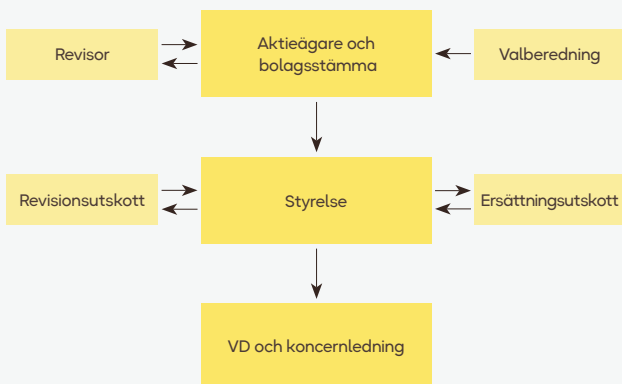 Revisor
Aktieägare och
bolagsstämma
Valberedning
Revisionsutskott
Styrelse
Ersättningsutskott
VD och koncernledning